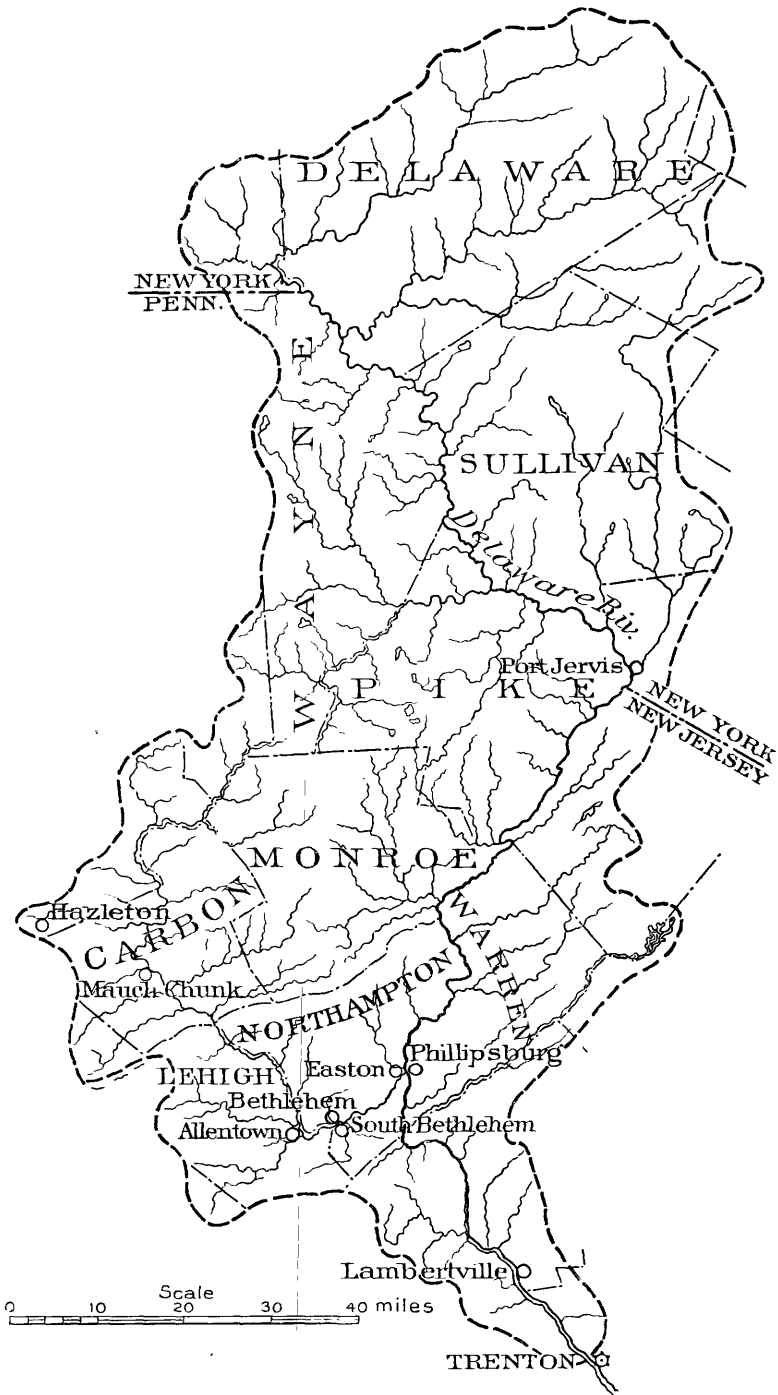 DELAWARE
NEW YORK
PENN.
WAYNE
SULLIVAN
Delaware Riv.
Port Jervis
PIKE
NEW YORK
NEW JERSEY
MONROE
Hazleton
CARBON
WARREN
Mauch Chunk
NORTHAMPTON
Phillipsburg
Easton
LEHIGH
Bethlehem
Allentown
South Bethlehem
Lambertville
Scale
0 10 20 30 40 miles
TRENTON